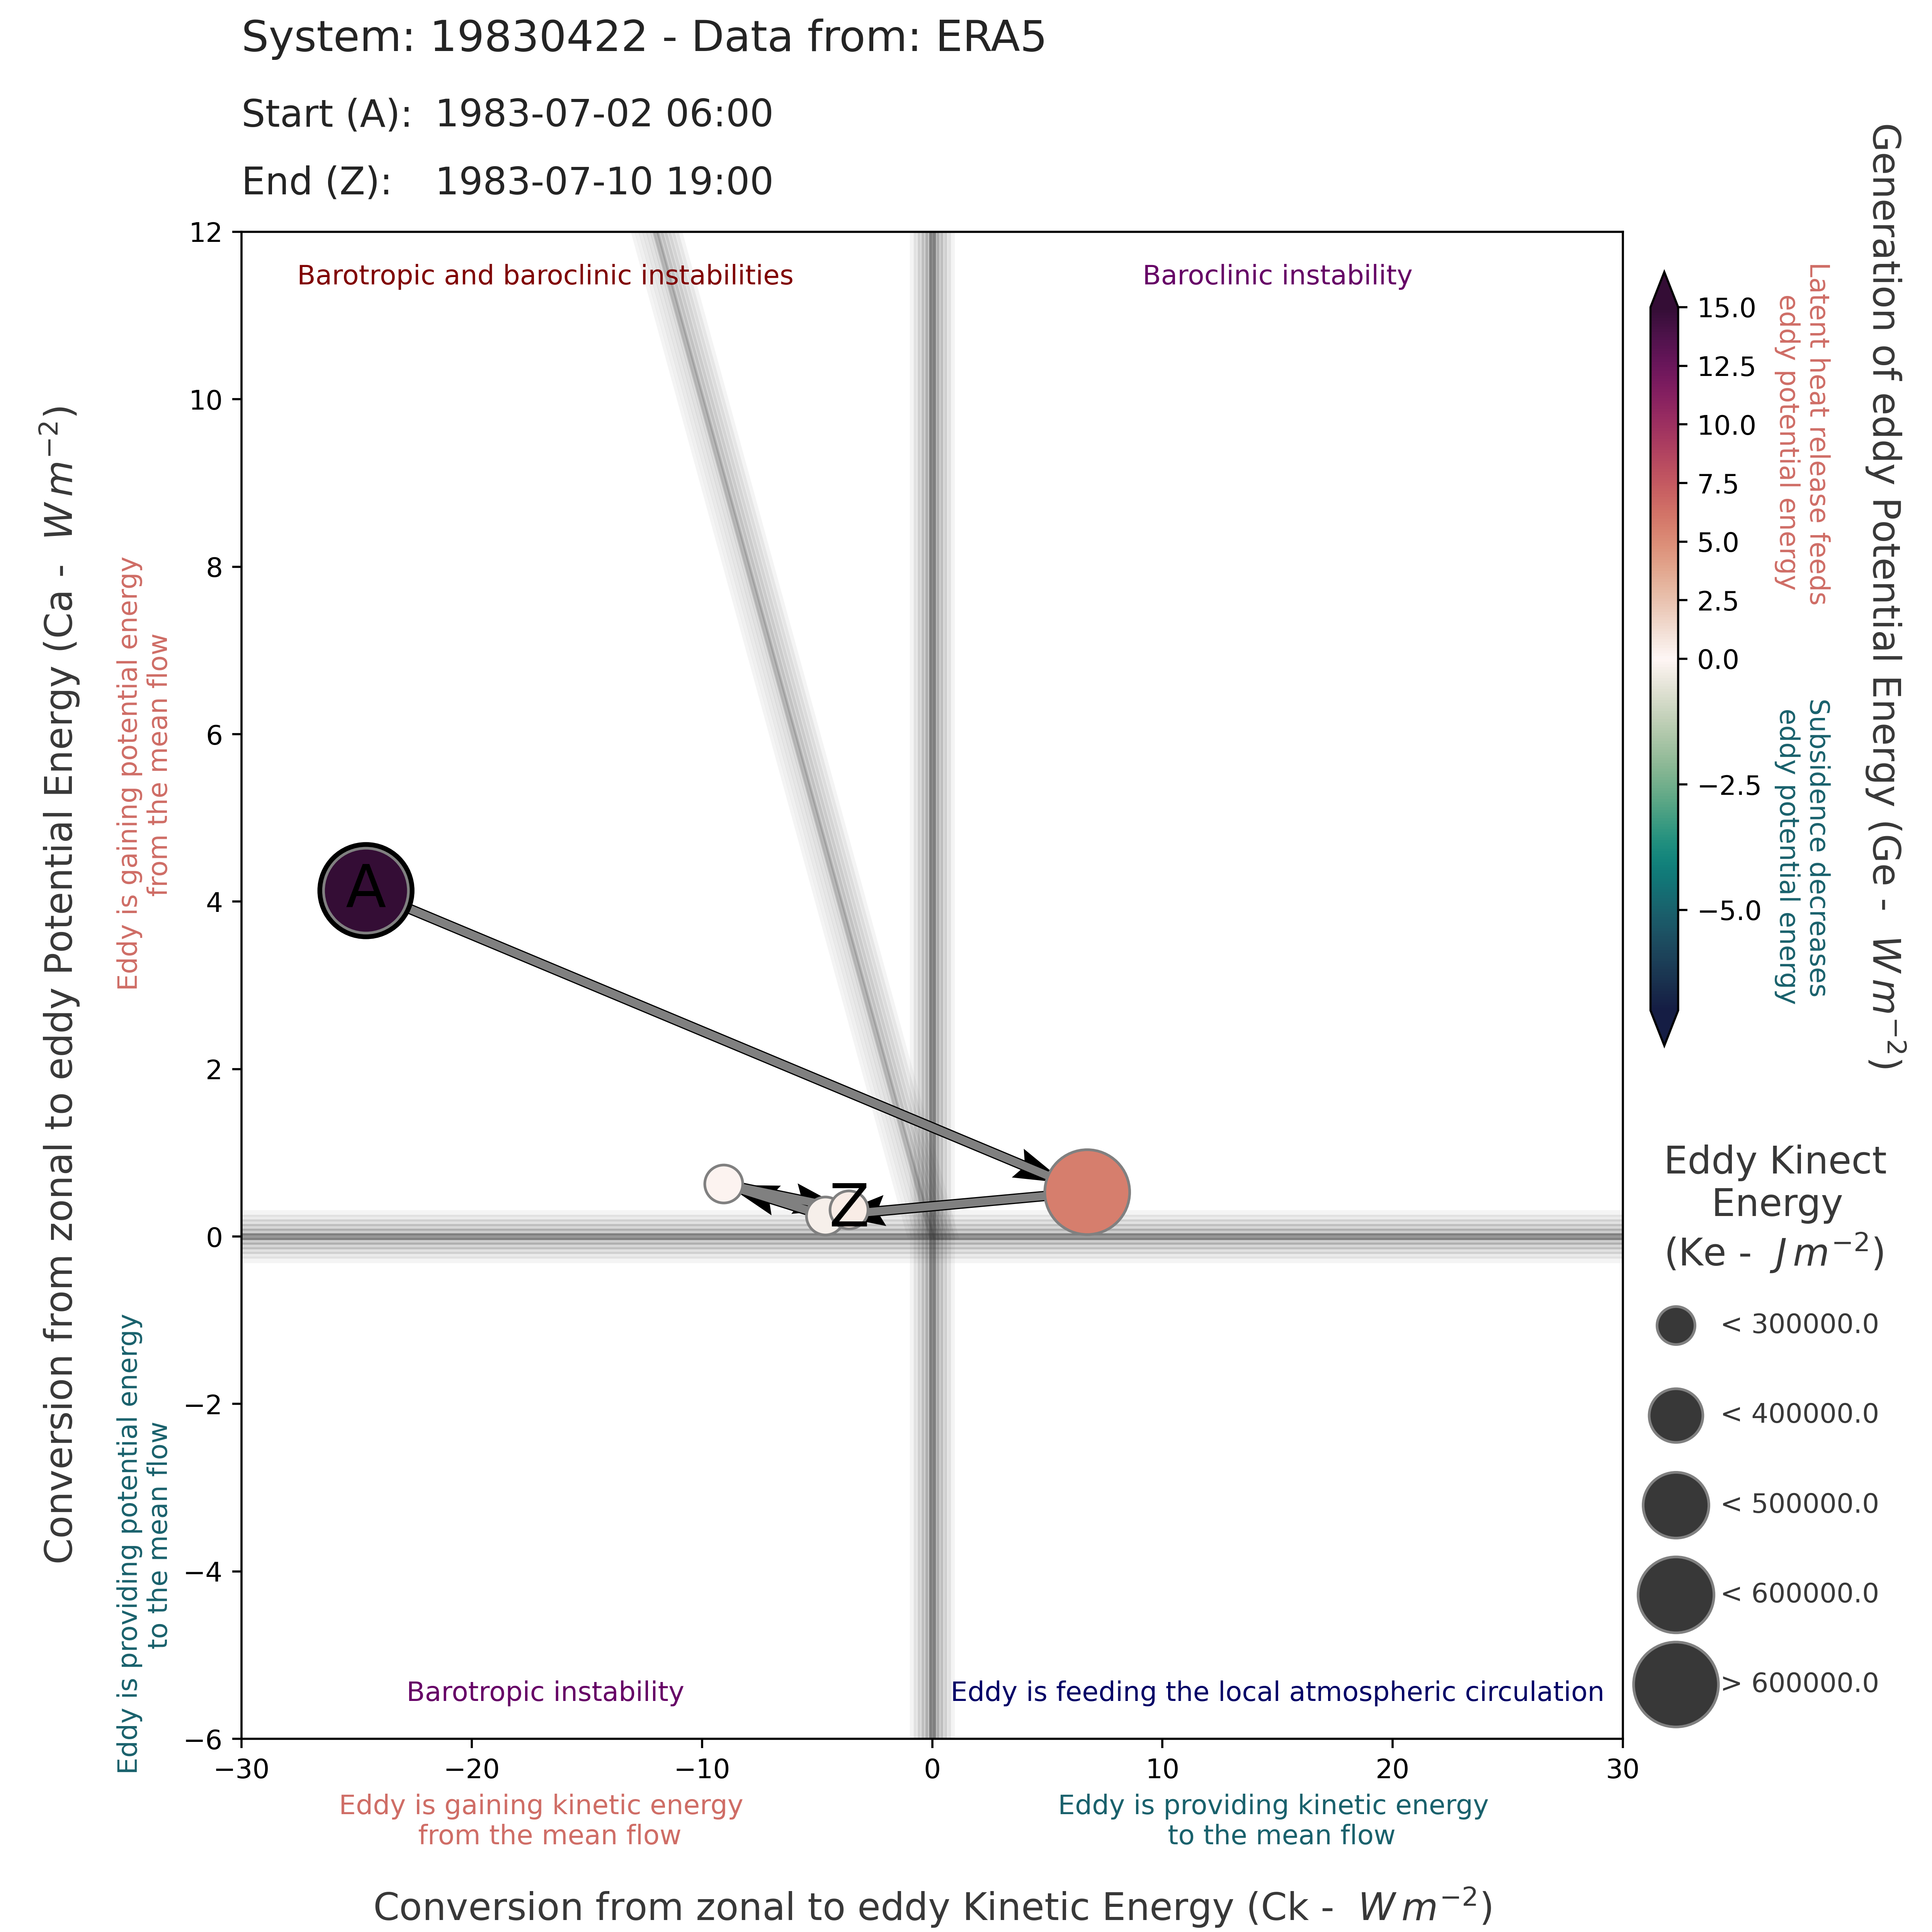 System: 19830422 - Data from: ERA5
Start (A): 1983-07-02 06:00
End (Z): 1983-07-10 19:00
Conversion from zonal to eddy Potential Energy (Ca - W m⁻²)
Eddy is gaining potential energy
from the mean flow
Eddy is providing potential energy
to the mean flow
12
10
8
6
4
2
0
−2
−4
−6
Barotropic and baroclinic instabilities
Baroclinic instability
A
Z
Barotropic instability
Eddy is feeding the local atmospheric circulation
−30
−20
−10
0
10
20
30
Eddy is gaining kinetic energy
from the mean flow
Eddy is providing kinetic energy
to the mean flow
Conversion from zonal to eddy Kinetic Energy (Ck - W m⁻²)
15.0
12.5
10.0
7.5
5.0
2.5
0.0
−2.5
−5.0
Latent heat release feeds
eddy potential energy
Subsidence decreases
eddy potential energy
Generation of eddy Potential Energy (Ge - W m⁻²)
Eddy Kinect
Energy
(Ke - J m⁻²)
< 300000.0
< 400000.0
< 500000.0
< 600000.0
> 600000.0